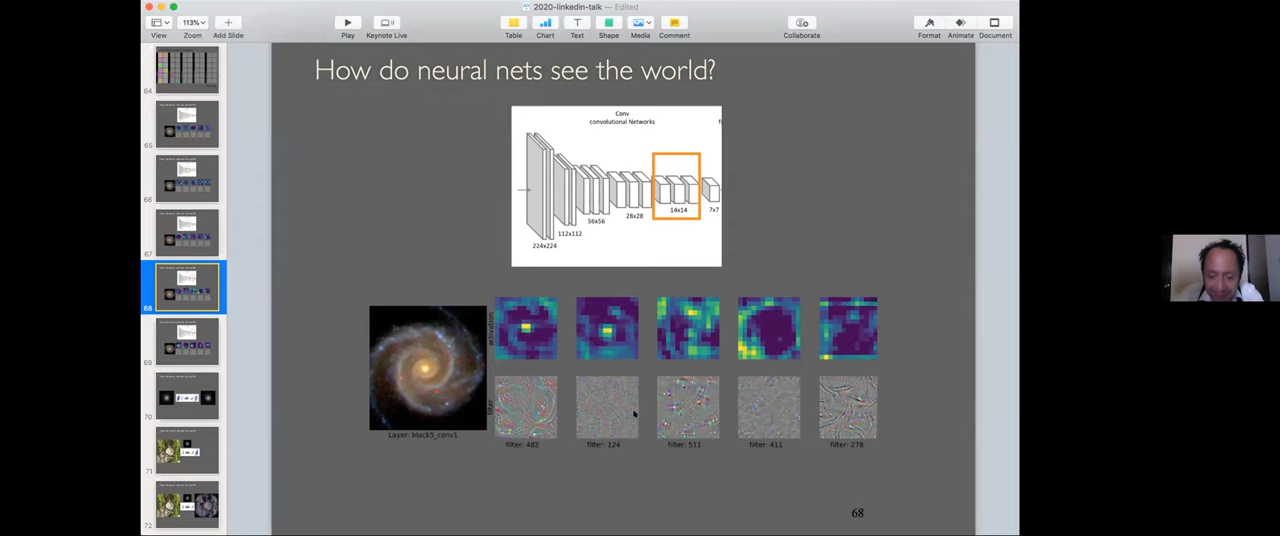 2020-linkedin-talk — Edited
113%
View
Zoom
Add Slide
Play
Keynote Live
Table
Chart
Text
Shape
Media
Comment
Collaborate
Format
Animate
Document
64
65
66
67
68
69
70
71
72
How do neural nets see the world?
Conv
convolutional Networks
224x224
112x112
56x56
28x28
14x14
7x7
activation
filter
Layer: block5_conv1
filter: 482
filter: 124
filter: 511
filter: 411
filter: 278
68